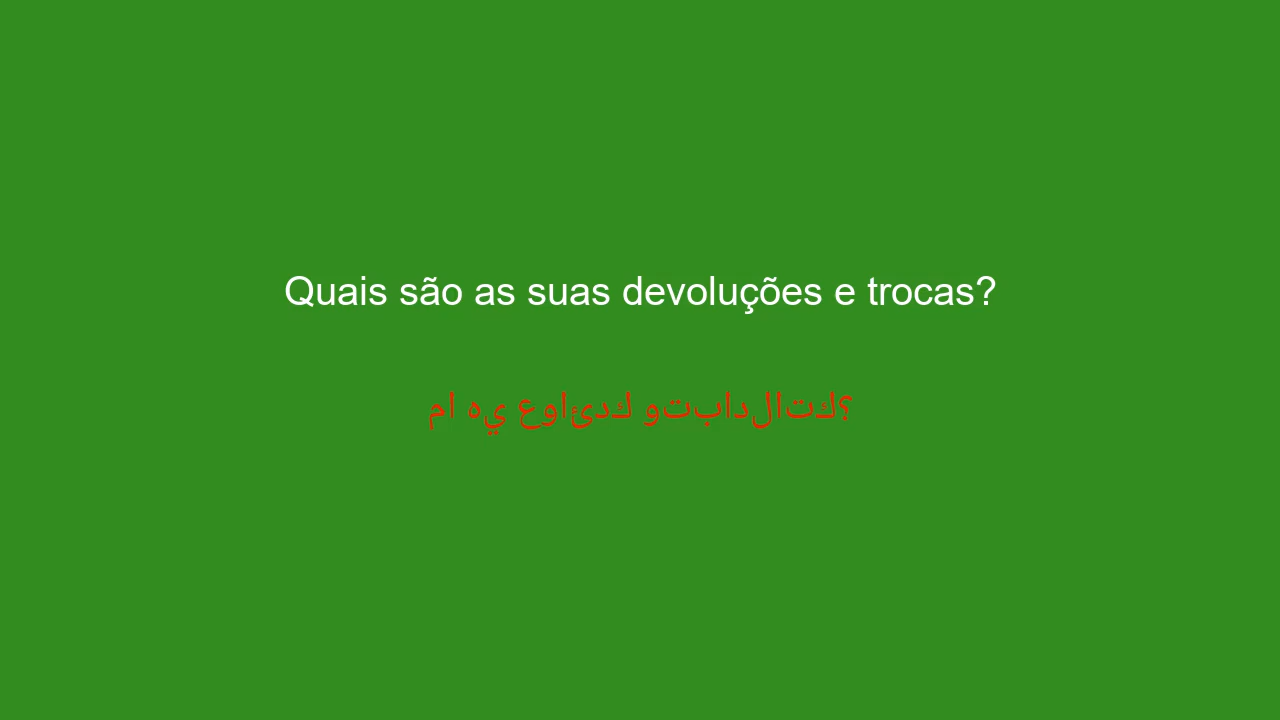 Quais são as suas devoluções e trocas?
ما هي عوائدك وتبادلاتك؟